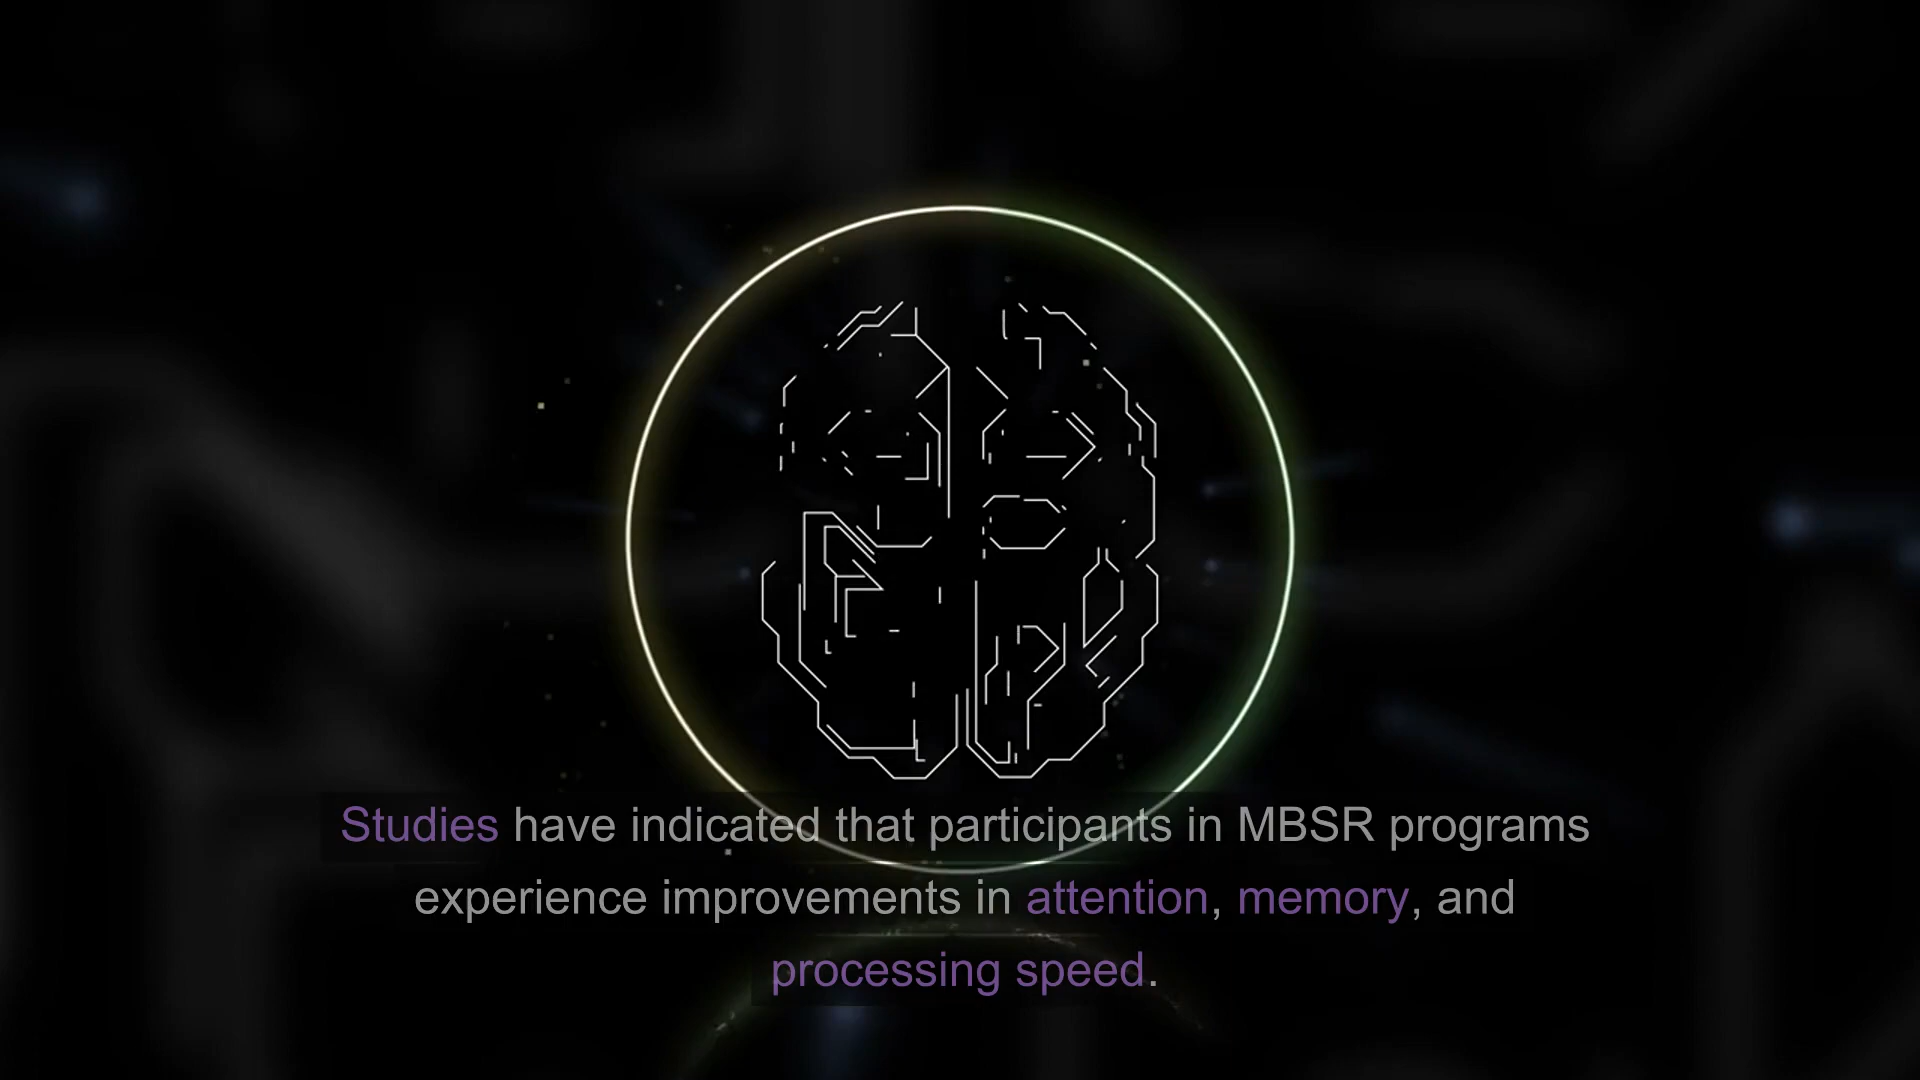 Studies have indicated that participants in MBSR programs
experience improvements in attention, memory, and
processing speed.